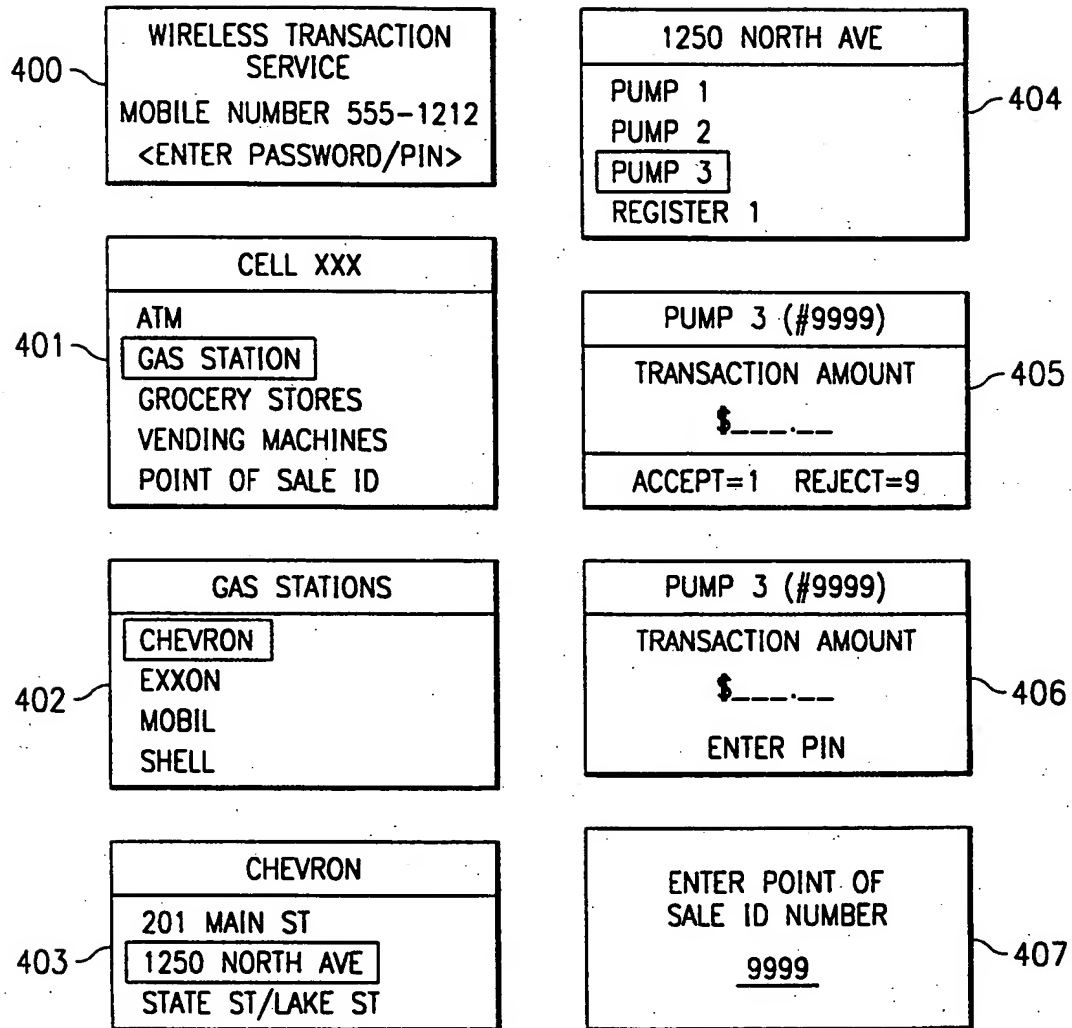 400
WIRELESS TRANSACTION
SERVICE
MOBILE NUMBER 555-1212
<ENTER PASSWORD/PIN>
401
CELL XXX
ATM
GAS STATION
GROCERY STORES
VENDING MACHINES
POINT OF SALE ID
402
GAS STATIONS
CHEVRON
EXXON
MOBIL
SHELL
403
CHEVRON
201 MAIN ST
1250 NORTH AVE
STATE ST/LAKE ST
404
1250 NORTH AVE
PUMP 1
PUMP 2
PUMP 3
REGISTER 1
405
PUMP 3 (#9999)
TRANSACTION AMOUNT
$___.__
ACCEPT=1 REJECT=9
406
PUMP 3 (#9999)
TRANSACTION AMOUNT
$___.__
ENTER PIN
407
ENTER POINT OF
SALE ID NUMBER
9999